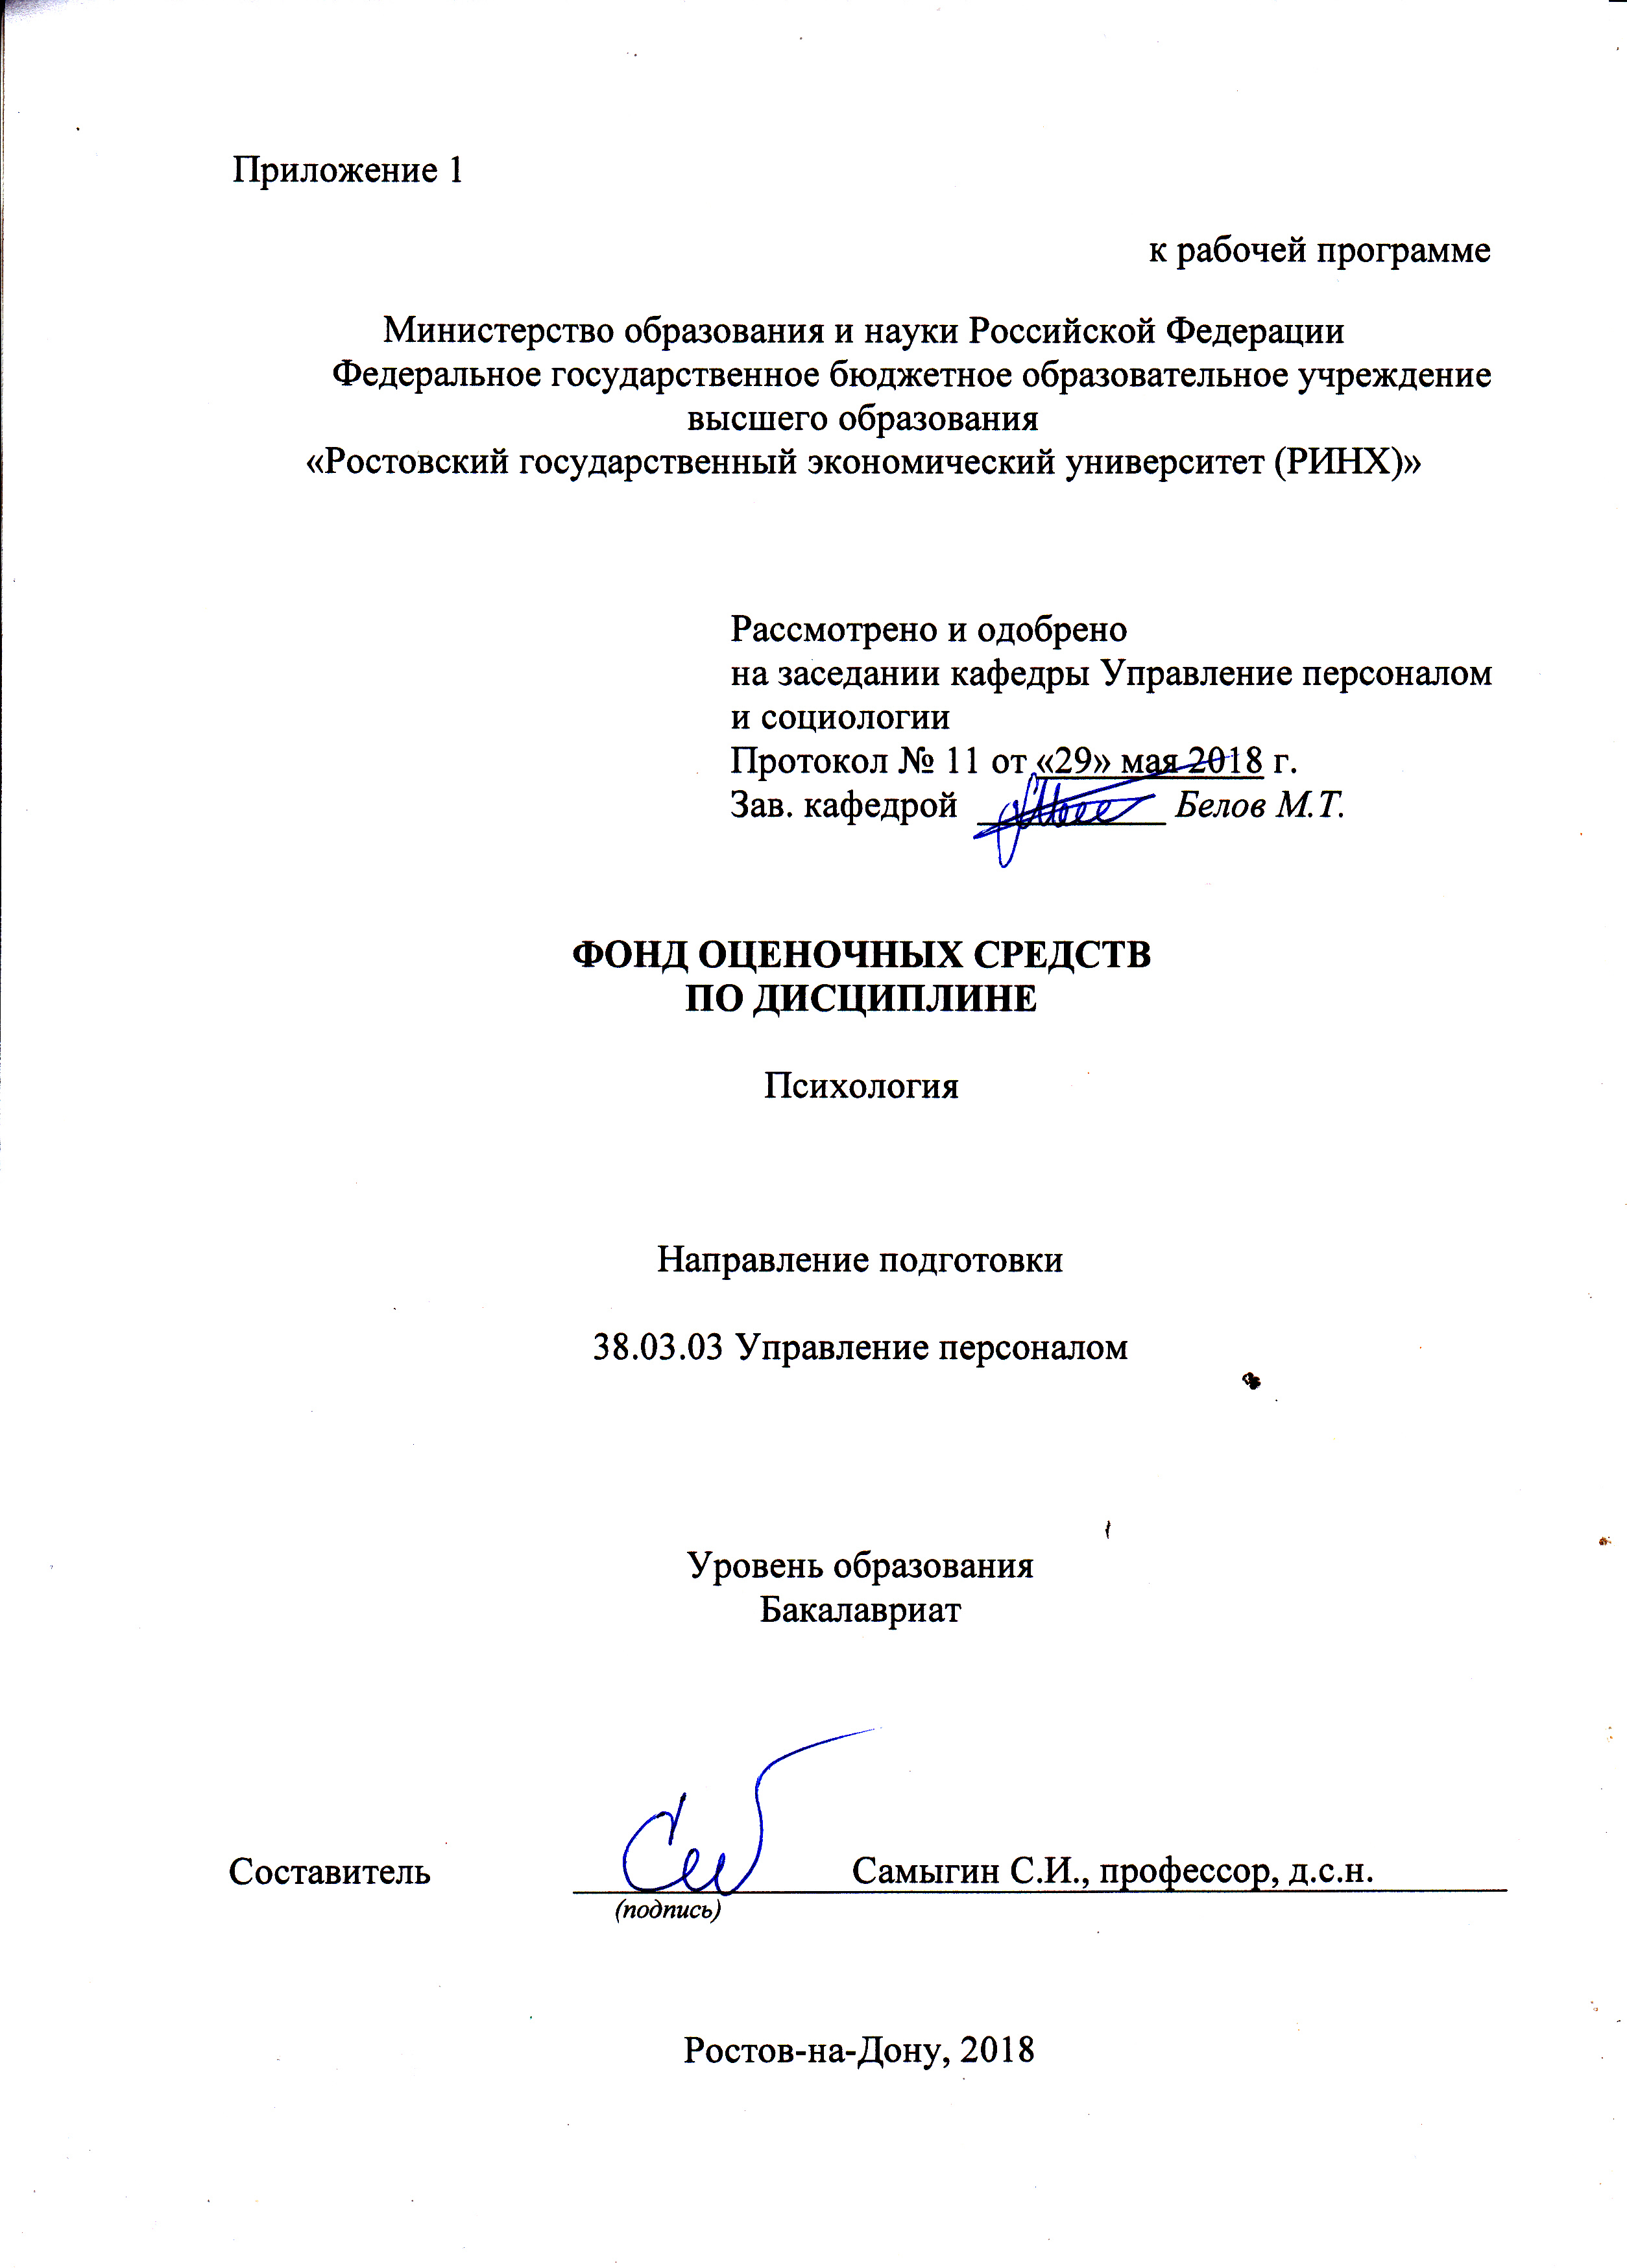 Приложение 1
к рабочей программе
Министерство образования и науки Российской Федерации
Федеральное государственное бюджетное образовательное учреждение
высшего образования
«Ростовский государственный экономический университет (РИНХ)»
Рассмотрено и одобрено
на заседании кафедры Управление персоналом
и социологии
Протокол № 11 от «29» мая 2018 г.
Зав. кафедрой Белов М.Т.
ФОНД ОЦЕНОЧНЫХ СРЕДСТВ
ПО ДИСЦИПЛИНЕ
Психология
Направление подготовки
38.03.03 Управление персоналом
Уровень образования
Бакалавриат
Составитель Самыгин С.И., профессор, д.с.н.
(подпись)
Ростов-на-Дону, 2018